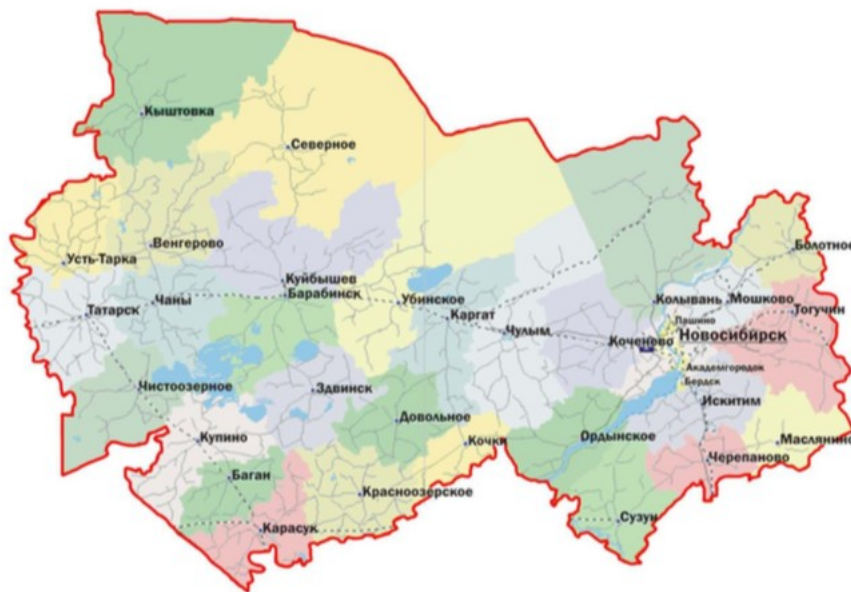 Кыштовка
Северное
Болотное
Венгерово
Усть-Тарка
Куйбышев
Барабинск
Чаны
Татарск
Убинское
Каргат
Колывань
Мошково
Тогучин
Пашино
Чулым
Коченево
Новосибирск
Академгородок
Бердск
Чистоозерное
Здвинск
Искитим
Довольное
Купино
Кочки
Ордынское
Маслянино
Черепаново
Баган
Красноозерское
Карасук
Сузун